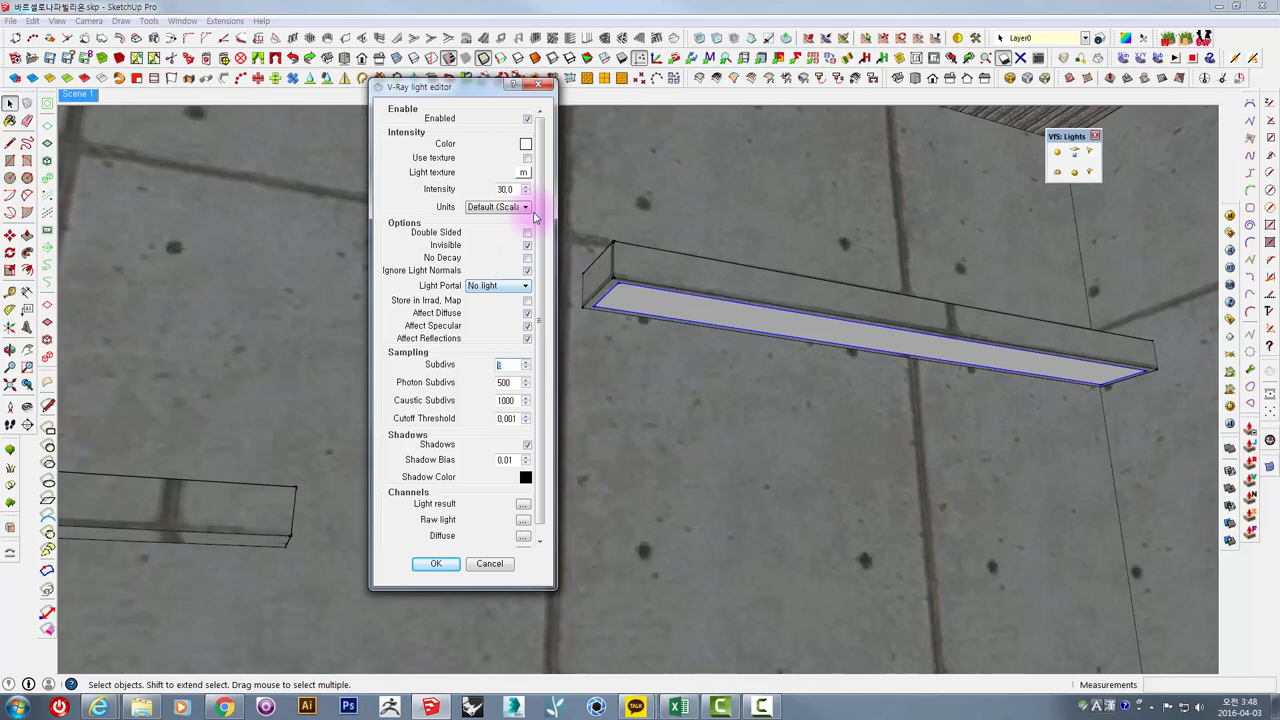 바르셀로나파빌리온.skp - SketchUp Pro
File Edit View Camera Draw Tools Window Extensions Help
Layer0
Scene 1
V-Ray light editor
?
Enable
Enabled
Intensity
Color
Use texture
Light texture m
Intensity 30,0
Units Default (Scala
Options
Double Sided
Invisible
No Decay
Ignore Light Normals
Light Portal No light
Store in Irrad, Map
Affect Diffuse
Affect Specular
Affect Reflections
Sampling
Subdivs
Photon Subdivs 500
Caustic Subdivs 1000
Cutoff Threshold 0,001
Shadows
Shadows
Shadow Bias 0,01
Shadow Color
Channels
Light result ...
Raw light ...
Diffuse ...
OK Cancel
VfS: Lights
Select objects. Shift to extend select. Drag mouse to select multiple.
Measurements
Ai
Ps
TALK
오전 3:48
2016-04-03